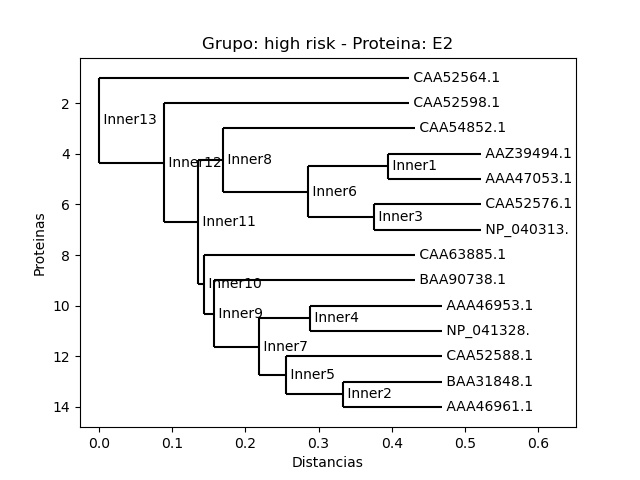 Grupo: high risk - Proteina: E2
CAA52564.1
2
CAA52598.1
Inner13
CAA54852.1
4
AAZ39494.1
Inner12
Inner8
Inner1
AAA47053.1
Inner6
6
CAA52576.1
Inner3
Inner11
NP_040313.
Proteinas
8
CAA63885.1
BAA90738.1
Inner10
10
AAA46953.1
Inner9
Inner4
NP_041328.
12
CAA52588.1
Inner7
Inner5
BAA31848.1
Inner2
14
AAA46961.1
0.0 0.1 0.2 0.3 0.4 0.5 0.6
Distancias